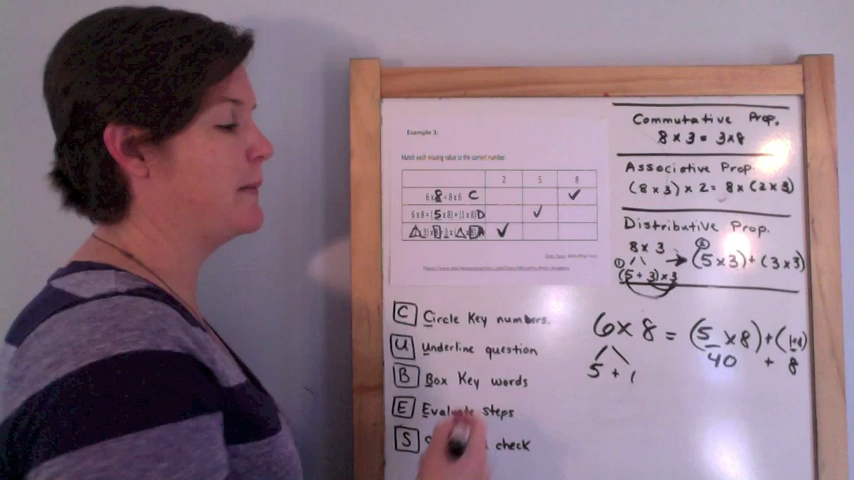 Example 3:
Match each missing value to the correct number.
2 5 8
6 x 8 = 8 x 6 C ✓
6 x 8 = (5 x 8) + (1 x 8) D ✓
✓
Commutative Prop.
8 x 3 = 3 x 8
Associative Prop.
(8 x 3) x 2 = 8 x (2 x 3)
Distributive Prop.
8 x 3
① (5 + 3) x 3 → ② (5 x 3) + (3 x 3)
C Circle Key numbers.
U Underline question
B Box Key words
E Evaluate steps
S check
6 x 8 = (5 x 8) +
5 + 1 40 + 8